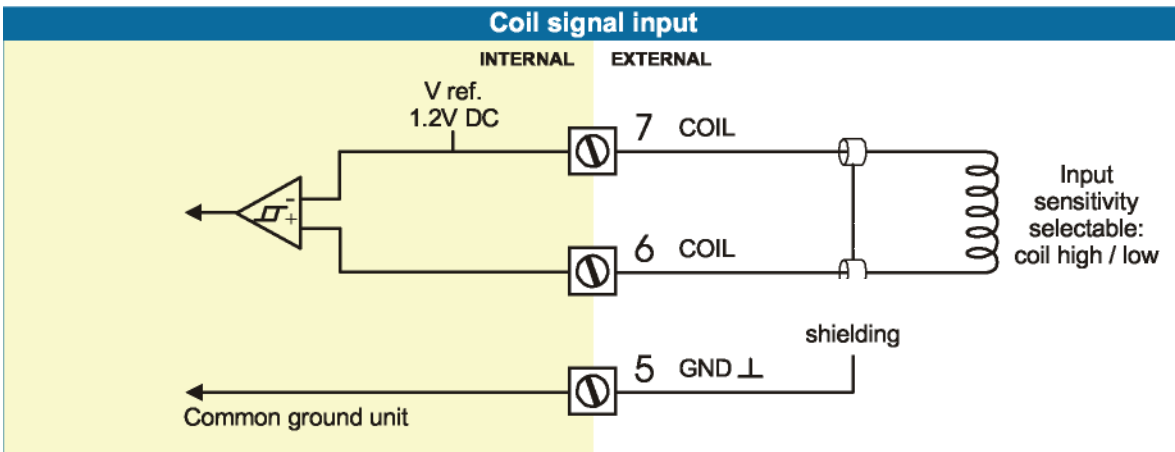 Coil signal input
INTERNAL
EXTERNAL
V ref.
1.2V DC
7 COIL
-
+
6 COIL
Input
sensitivity
selectable:
coil high / low
shielding
5 GND ⊥
Common ground unit